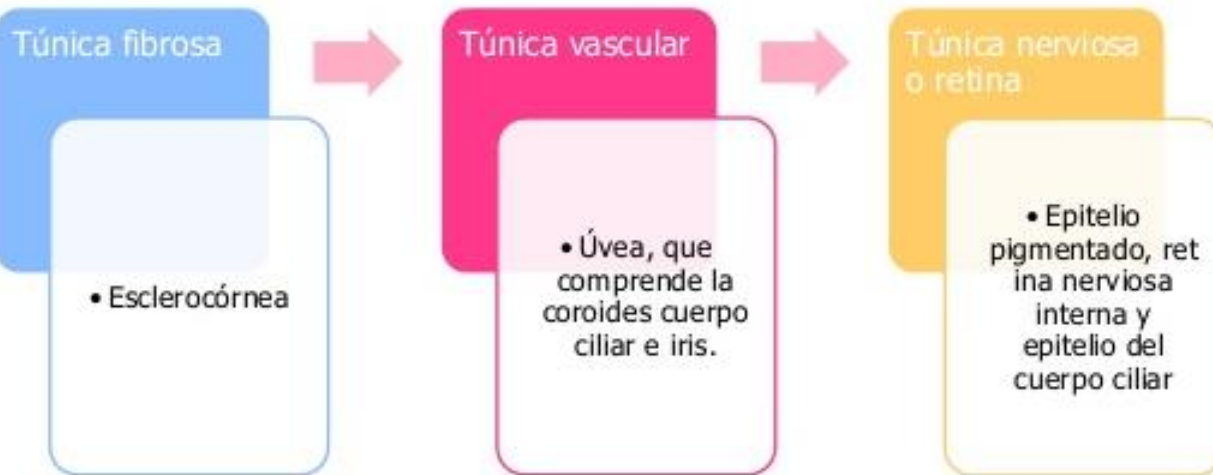 Túnica fibrosa
• Esclerocórnea
Túnica vascular
• Úvea, que
comprende la
coroides cuerpo
ciliar e iris.
Túnica nerviosa
o retina
• Epitelio
pigmentado, ret
ina nerviosa
interna y
epitelio del
cuerpo ciliar